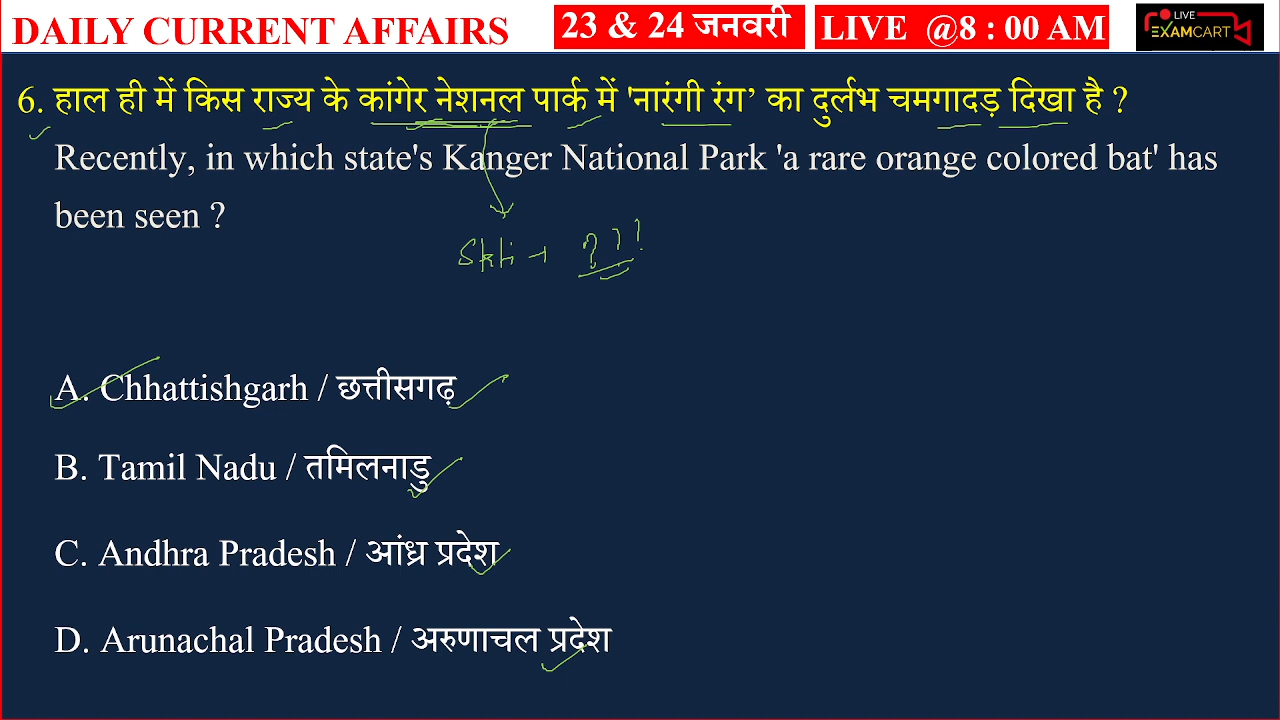 DAILY CURRENT AFFAIRS
23 & 24 जनवरी
LIVE @8 : 00 AM
LIVE
EXAMCART
6. हाल ही में किस राज्य के कांगेर नेशनल पार्क में 'नारंगी रंग’ का दुर्लभ चमगादड़ दिखा है ?
Recently, in which state's Kanger National Park 'a rare orange colored bat' has
been seen ?
? ? !
A. Chhattishgarh / छत्तीसगढ़
B. Tamil Nadu / तमिलनाडु
C. Andhra Pradesh / आंध्र प्रदेश
D. Arunachal Pradesh / अरुणाचल प्रदेश